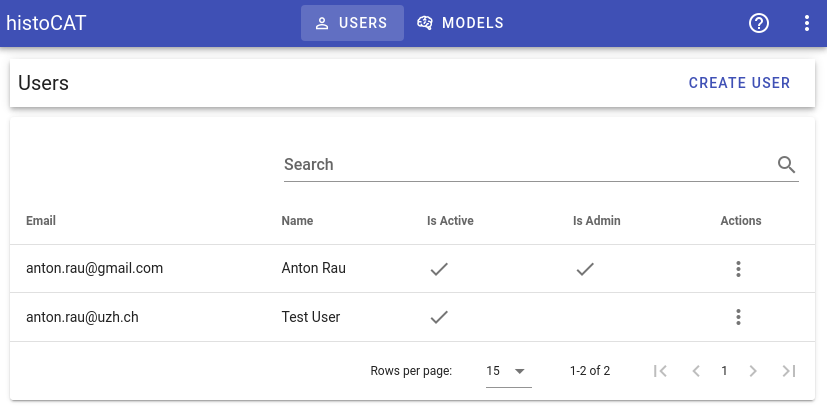 histoCAT USERS MODELS
Users CREATE USER
Search
Email Name Is Active Is Admin Actions
anton.rau@gmail.com Anton Rau
anton.rau@uzh.ch Test User
Rows per page: 15 1-2 of 2 1